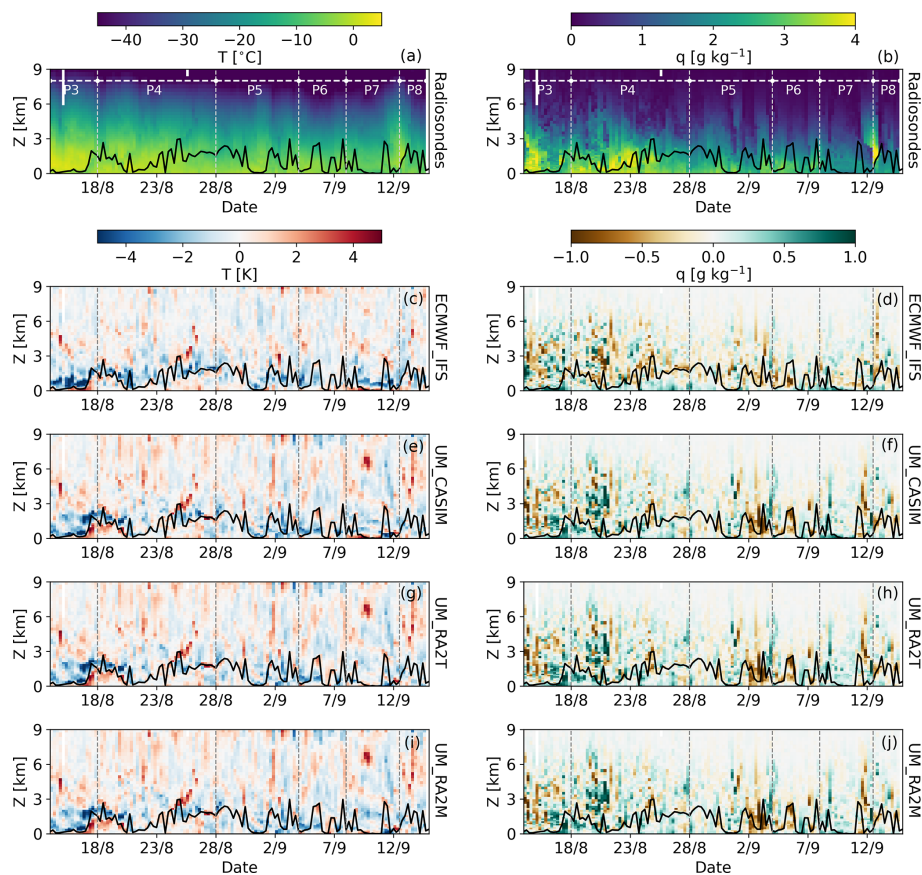 −40 −30 −20 −10 0
T [°C]
(a)
9
6
3
0
Z [km]
P3 P4 P5 P6 P7 P8
Radiosondes
18/8 23/8 28/8 2/9 7/9 12/9
Date
0 1 2 3 4
q [g kg⁻¹]
(b)
9
6
3
0
Z [km]
P3 P4 P5 P6 P7 P8
Radiosondes
18/8 23/8 28/8 2/9 7/9 12/9
Date
−4 −2 0 2 4
T [K]
(c)
9
6
3
0
Z [km]
ECMWF_IFS
18/8 23/8 28/8 2/9 7/9 12/9
−1.0 −0.5 0.0 0.5 1.0
q [g kg⁻¹]
(d)
9
6
3
0
Z [km]
ECMWF_IFS
18/8 23/8 28/8 2/9 7/9 12/9
(e)
9
6
3
0
Z [km]
UM_CASIM
18/8 23/8 28/8 2/9 7/9 12/9
(f)
9
6
3
0
Z [km]
UM_CASIM
18/8 23/8 28/8 2/9 7/9 12/9
(g)
9
6
3
0
Z [km]
UM_RA2T
18/8 23/8 28/8 2/9 7/9 12/9
(h)
9
6
3
0
Z [km]
UM_RA2T
18/8 23/8 28/8 2/9 7/9 12/9
(i)
9
6
3
0
Z [km]
UM_RA2M
18/8 23/8 28/8 2/9 7/9 12/9
Date
(j)
9
6
3
0
Z [km]
UM_RA2M
18/8 23/8 28/8 2/9 7/9 12/9
Date